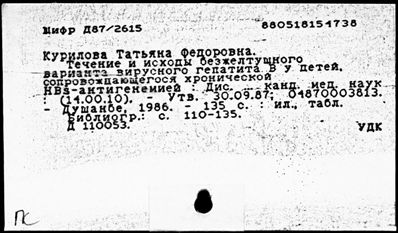 Шифр Д87/2615 880518154738
Курилова Татьяна Федоровна.
Течение и исходы безжелтушного
варианта вирусного гепатита В у детей,
сопровождающегося хронической
HBs-антигенемией : Дис. ... канд. мед. наук
: (14.00.10). - Утв. 30.09.87; 04870003813.
- Душанбе, 1986. - 135 с. : ил., табл.
Библиогр.: с. 110-135.
Д 110053. УДК
ПС